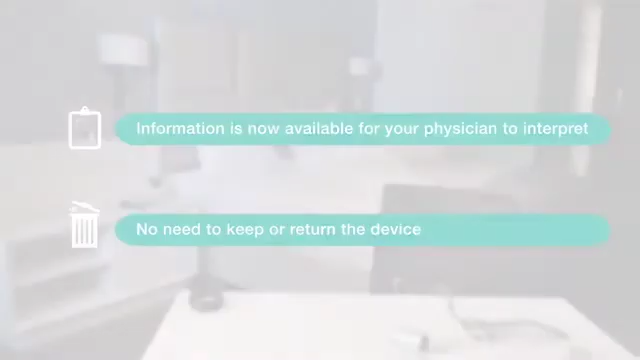 Information is now available for your physician to interpret
No need to keep or return the device